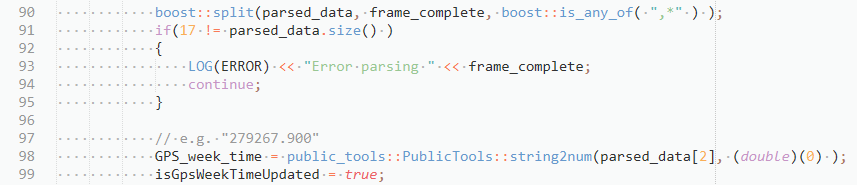 90 boost::split(parsed_data, frame_complete, boost::is_any_of( ",*" ) );
91 if(17 != parsed_data.size() )
92 {
93 LOG(ERROR) << "Error parsing " << frame_complete;
94 continue;
95 }
96
97 // e.g. "279267.900"
98 GPS_week_time = public_tools::PublicTools::string2num(parsed_data[2], (double)(0) );
99 isGpsWeekTimeUpdated = true;